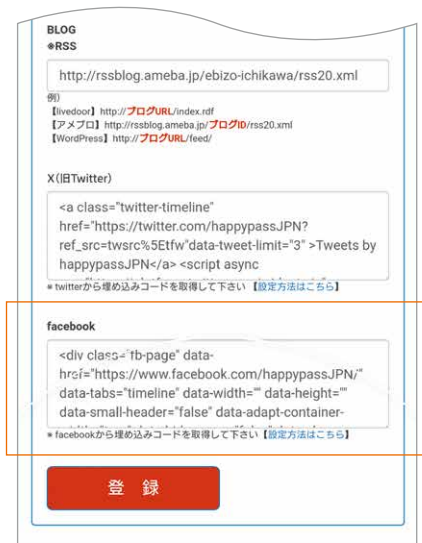 BLOG
※RSS
http://rssblog.ameba.jp/ebizo-ichikawa/rss20.xml
例)
【livedoor】http://ブログURL/index.rdf
【アメブロ】http://rssblog.ameba.jp/ブログID/rss20.xml
【WordPress】http://ブログURL/feed/
X(旧Twitter)
<a class="twitter-timeline"
href="https://twitter.com/happypassJPN?
ref_src=twsrc%5Etfw"data-tweet-limit="3" >Tweets by
happypassJPN</a> <script async
※twitterから埋め込みコードを取得して下さい 【設定方法はこちら】
facebook
<div class="fb-page" data-
href="https://www.facebook.com/happypassJPN/"
data-tabs="timeline" data-width="" data-height=""
data-small-header="false" data-adapt-container-
※facebookから埋め込みコードを取得して下さい【設定方法はこちら】
登 録